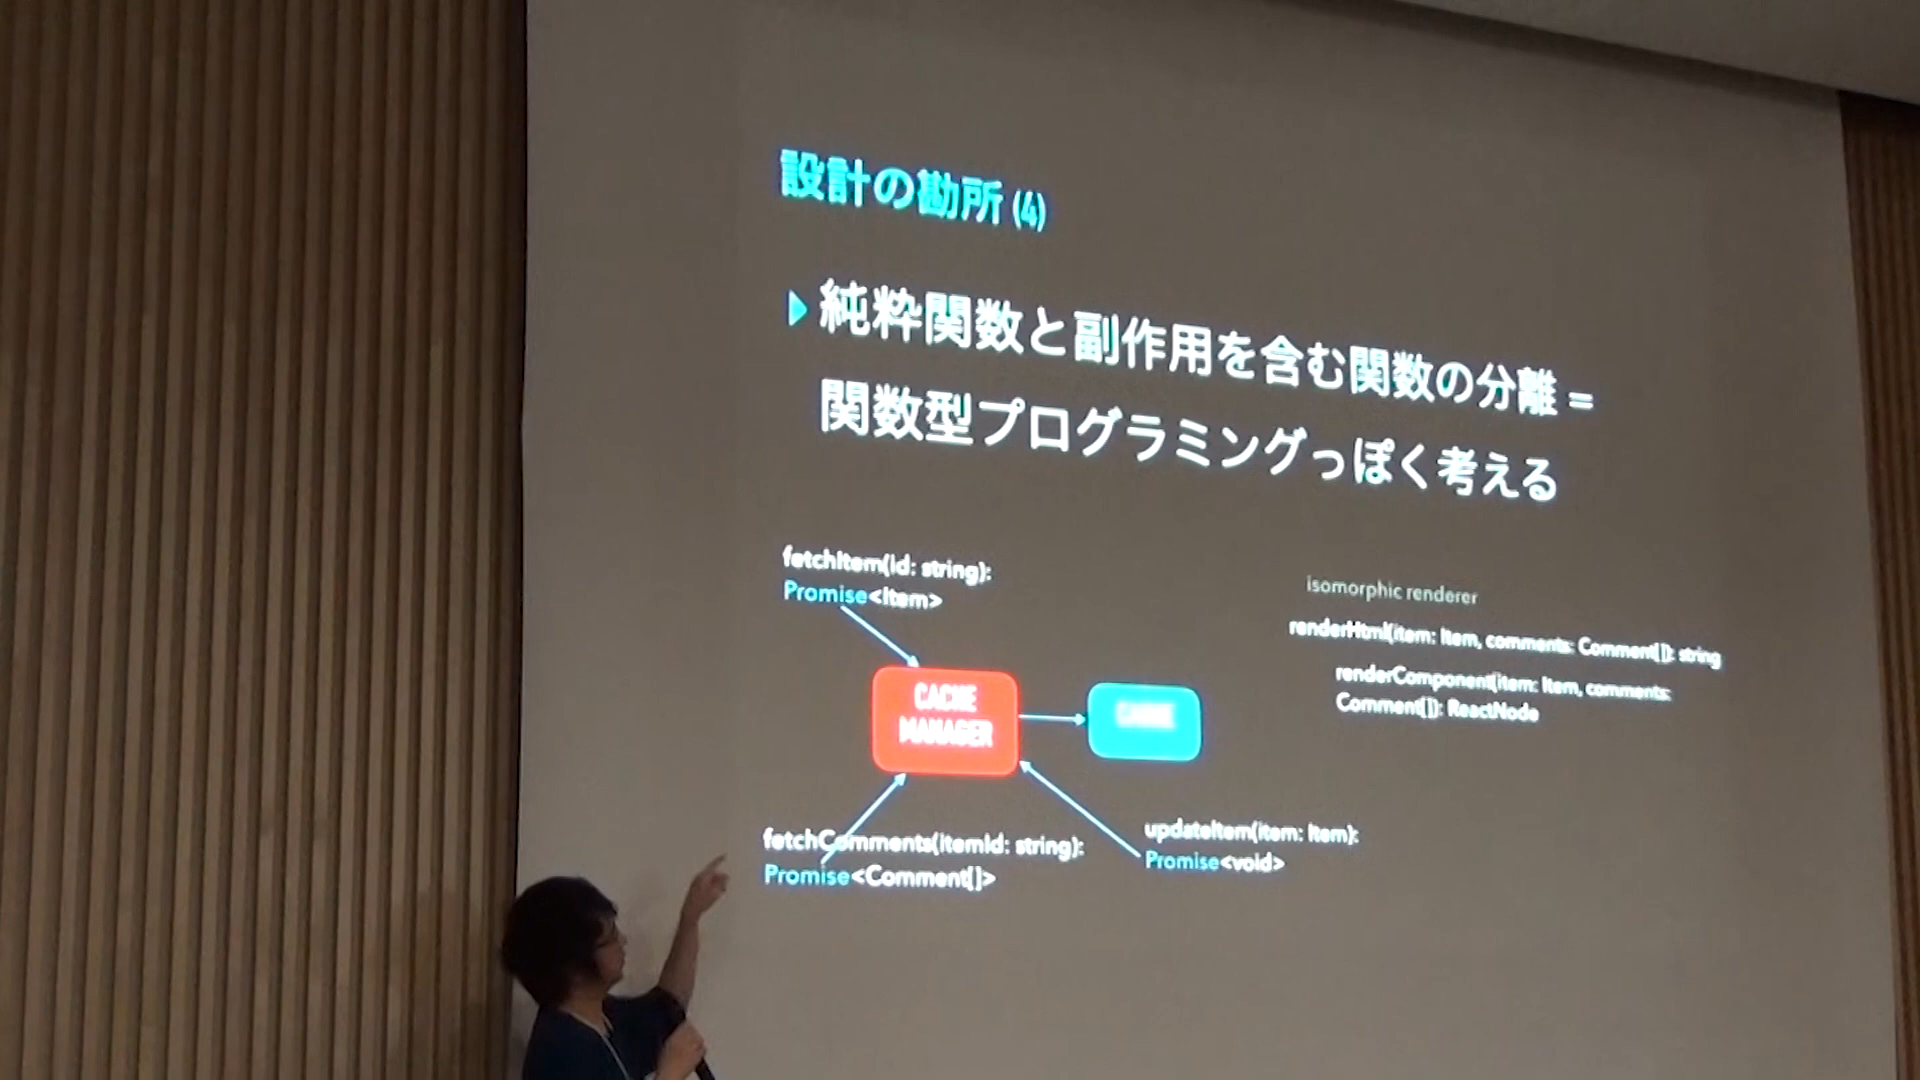 設計の勘所 (4)
純粋関数と副作用を含む関数の分離 =
関数型プログラミングっぽく考える
fetchItem(id: string):
Promise<Item>
isomorphic renderer
renderHtml(item: Item, comments: Comment[]): string
renderComponent(item: Item, comments:
Comment[]): ReactNode
CACHE
MANAGER
CACHE
fetchComments(itemId: string):
Promise<Comment[]>
updateItem(item: Item):
Promise<void>